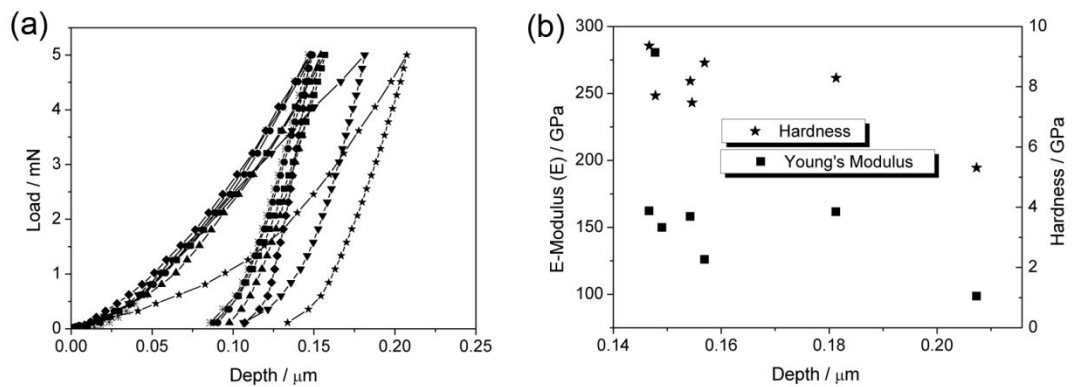 (a)
5
4
3
2
1
0
Load / mN
0.00 0.05 0.10 0.15 0.20 0.25
Depth / μm
(b)
300
250
200
150
100
E-Modulus (E) / GPa
★ Hardness
■ Young's Modulus
10
8
6
4
2
0
Hardness / GPa
0.14 0.16 0.18 0.20
Depth / μm